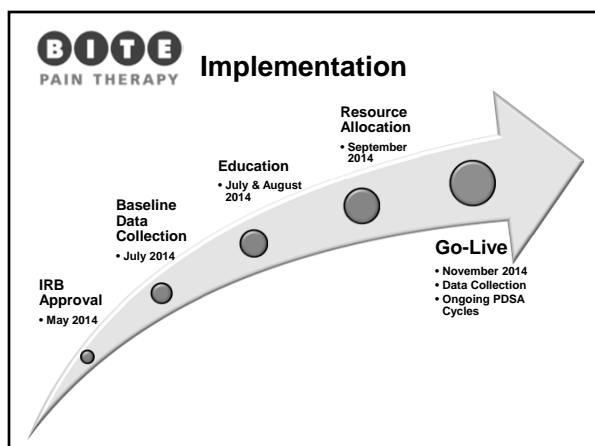 BITE
PAIN THERAPY
Implementation
Resource
Allocation
• September
2014
Education
• July & August
2014
Baseline
Data
Collection
• July 2014
IRB
Approval
• May 2014
Go-Live
• November 2014
• Data Collection
• Ongoing PDSA
Cycles